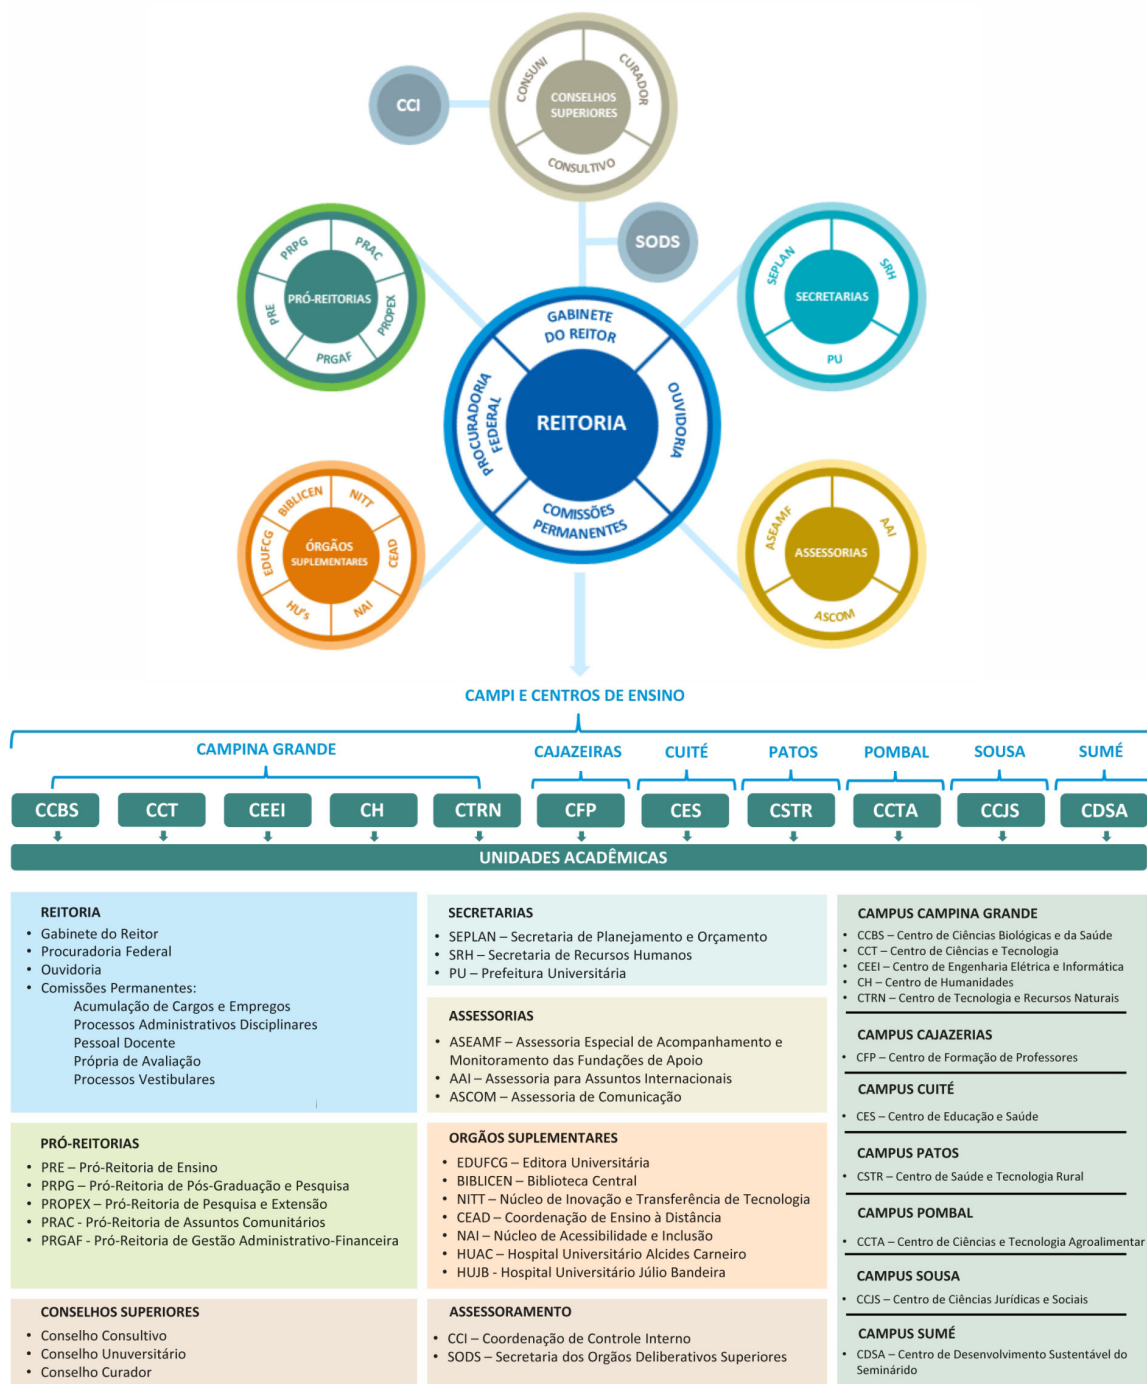 CCI
CONSUNI
CURADOR
CONSULTIVO
CONSELHOS
SUPERIORES
SODS
PRPG
PRAC
PRE
PROPEX
PRGAF
PRÓ-REITORIAS
SEPLAN
SRH
PU
SECRETARIAS
GABINETE
DO REITOR
PROCURADORIA
FEDERAL
OUVIDORIA
COMISSÕES
PERMANENTES
REITORIA
BIBLICEN
NITT
EDUFCG
CEAD
HU's
NAI
ÓRGÃOS
SUPLEMENTARES
ASEAMF
AAI
ASCOM
ASSESSORIAS
CAMPI E CENTROS DE ENSINO
CAMPINA GRANDE
CAJAZEIRAS
CUITÉ
PATOS
POMBAL
SOUSA
SUMÉ
CCBS
CCT
CEEI
CH
CTRN
CFP
CES
CSTR
CCTA
CCJS
CDSA
UNIDADES ACADÊMICAS
REITORIA
• Gabinete do Reitor
• Procuradoria Federal
• Ouvidoria
• Comissões Permanentes:
Acumulação de Cargos e Empregos
Processos Administrativos Disciplinares
Pessoal Docente
Própria de Avaliação
Processos Vestibulares
PRÓ-REITORIAS
• PRE – Pró-Reitoria de Ensino
• PRPG – Pró-Reitoria de Pós-Graduação e Pesquisa
• PROPEX – Pró-Reitoria de Pesquisa e Extensão
• PRAC - Pró-Reitoria de Assuntos Comunitários
• PRGAF - Pró-Reitoria de Gestão Administrativo-Financeira
CONSELHOS SUPERIORES
• Conselho Consultivo
• Conselho Unuversitário
• Conselho Curador
SECRETARIAS
• SEPLAN – Secretaria de Planejamento e Orçamento
• SRH – Secretaria de Recursos Humanos
• PU – Prefeitura Universitária
ASSESSORIAS
• ASEAMF – Assessoria Especial de Acompanhamento e
Monitoramento das Fundações de Apoio
• AAI – Assessoria para Assuntos Internacionais
• ASCOM – Assessoria de Comunicação
ORGÃOS SUPLEMENTARES
• EDUFCG – Editora Universitária
• BIBLICEN – Biblioteca Central
• NITT – Núcleo de Inovação e Transferência de Tecnologia
• CEAD – Coordenação de Ensino à Distância
• NAI – Núcleo de Acessibilidade e Inclusão
• HUAC – Hospital Universitário Alcides Carneiro
• HUJB - Hospital Universitário Júlio Bandeira
ASSESSORAMENTO
• CCI – Coordenação de Controle Interno
• SODS – Secretaria dos Orgãos Deliberativos Superiores
CAMPUS CAMPINA GRANDE
• CCBS – Centro de Ciências Biológicas e da Saúde
• CCT – Centro de Ciências e Tecnologia
• CEEI – Centro de Engenharia Elétrica e Informática
• CH – Centro de Humanidades
• CTRN – Centro de Tecnologia e Recursos Naturais
CAMPUS CAJAZERIAS
• CFP – Centro de Formação de Professores
CAMPUS CUITÉ
• CES – Centro de Educação e Saúde
CAMPUS PATOS
• CSTR – Centro de Saúde e Tecnologia Rural
CAMPUS POMBAL
• CCTA – Centro de Ciências e Tecnologia Agroalimentar
CAMPUS SOUSA
• CCJS – Centro de Ciências Jurídicas e Sociais
CAMPUS SUMÉ
• CDSA – Centro de Desenvolvimento Sustentável do
Seminárido